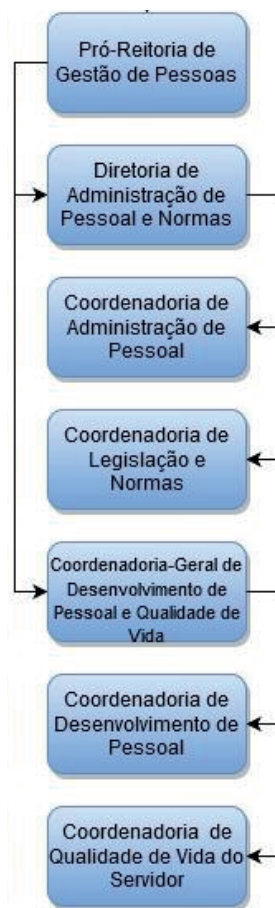 Pró-Reitoria de
Gestão de Pessoas
Diretoria de
Administração de
Pessoal e Normas
Coordenadoria de
Administração de
Pessoal
Coordenadoria de
Legislação e
Normas
Coordenadoria-Geral de
Desenvolvimento de
Pessoal e Qualidade de
Vida
Coordenadoria de
Desenvolvimento de
Pessoal
Coordenadoria de
Qualidade de Vida do
Servidor